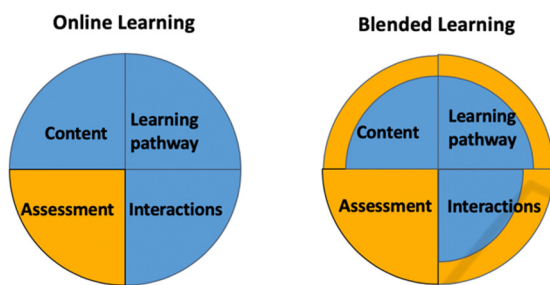 Online Learning
Blended Learning
Content
Learning
pathway
Assessment
Interactions
Content
Learning
pathway
Assessment
Interactions